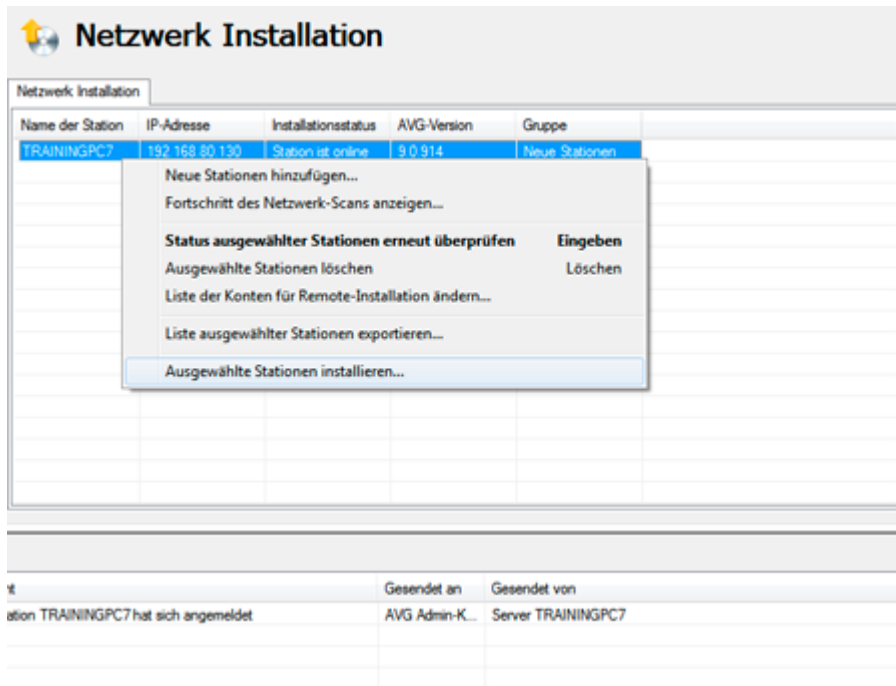 Netzwerk Installation
Netzwerk Installation
Name der Station IP-Adresse Installationsstatus AVG-Version Gruppe
TRAININGPC7 192.168.80.130 Station ist online 9.0.914 Neue Stationen
Neue Stationen hinzufügen...
Fortschritt des Netzwerk-Scans anzeigen...
Status ausgewählter Stationen erneut überprüfen Eingeben
Ausgewählte Stationen löschen Löschen
Liste der Konten für Remote-Installation ändern...
Liste ausgewählter Stationen exportieren...
Ausgewählte Stationen installieren...
Gesendet an Gesendet von
ation TRAININGPC7 hat sich angemeldet AVG Admin-K... Server TRAININGPC7